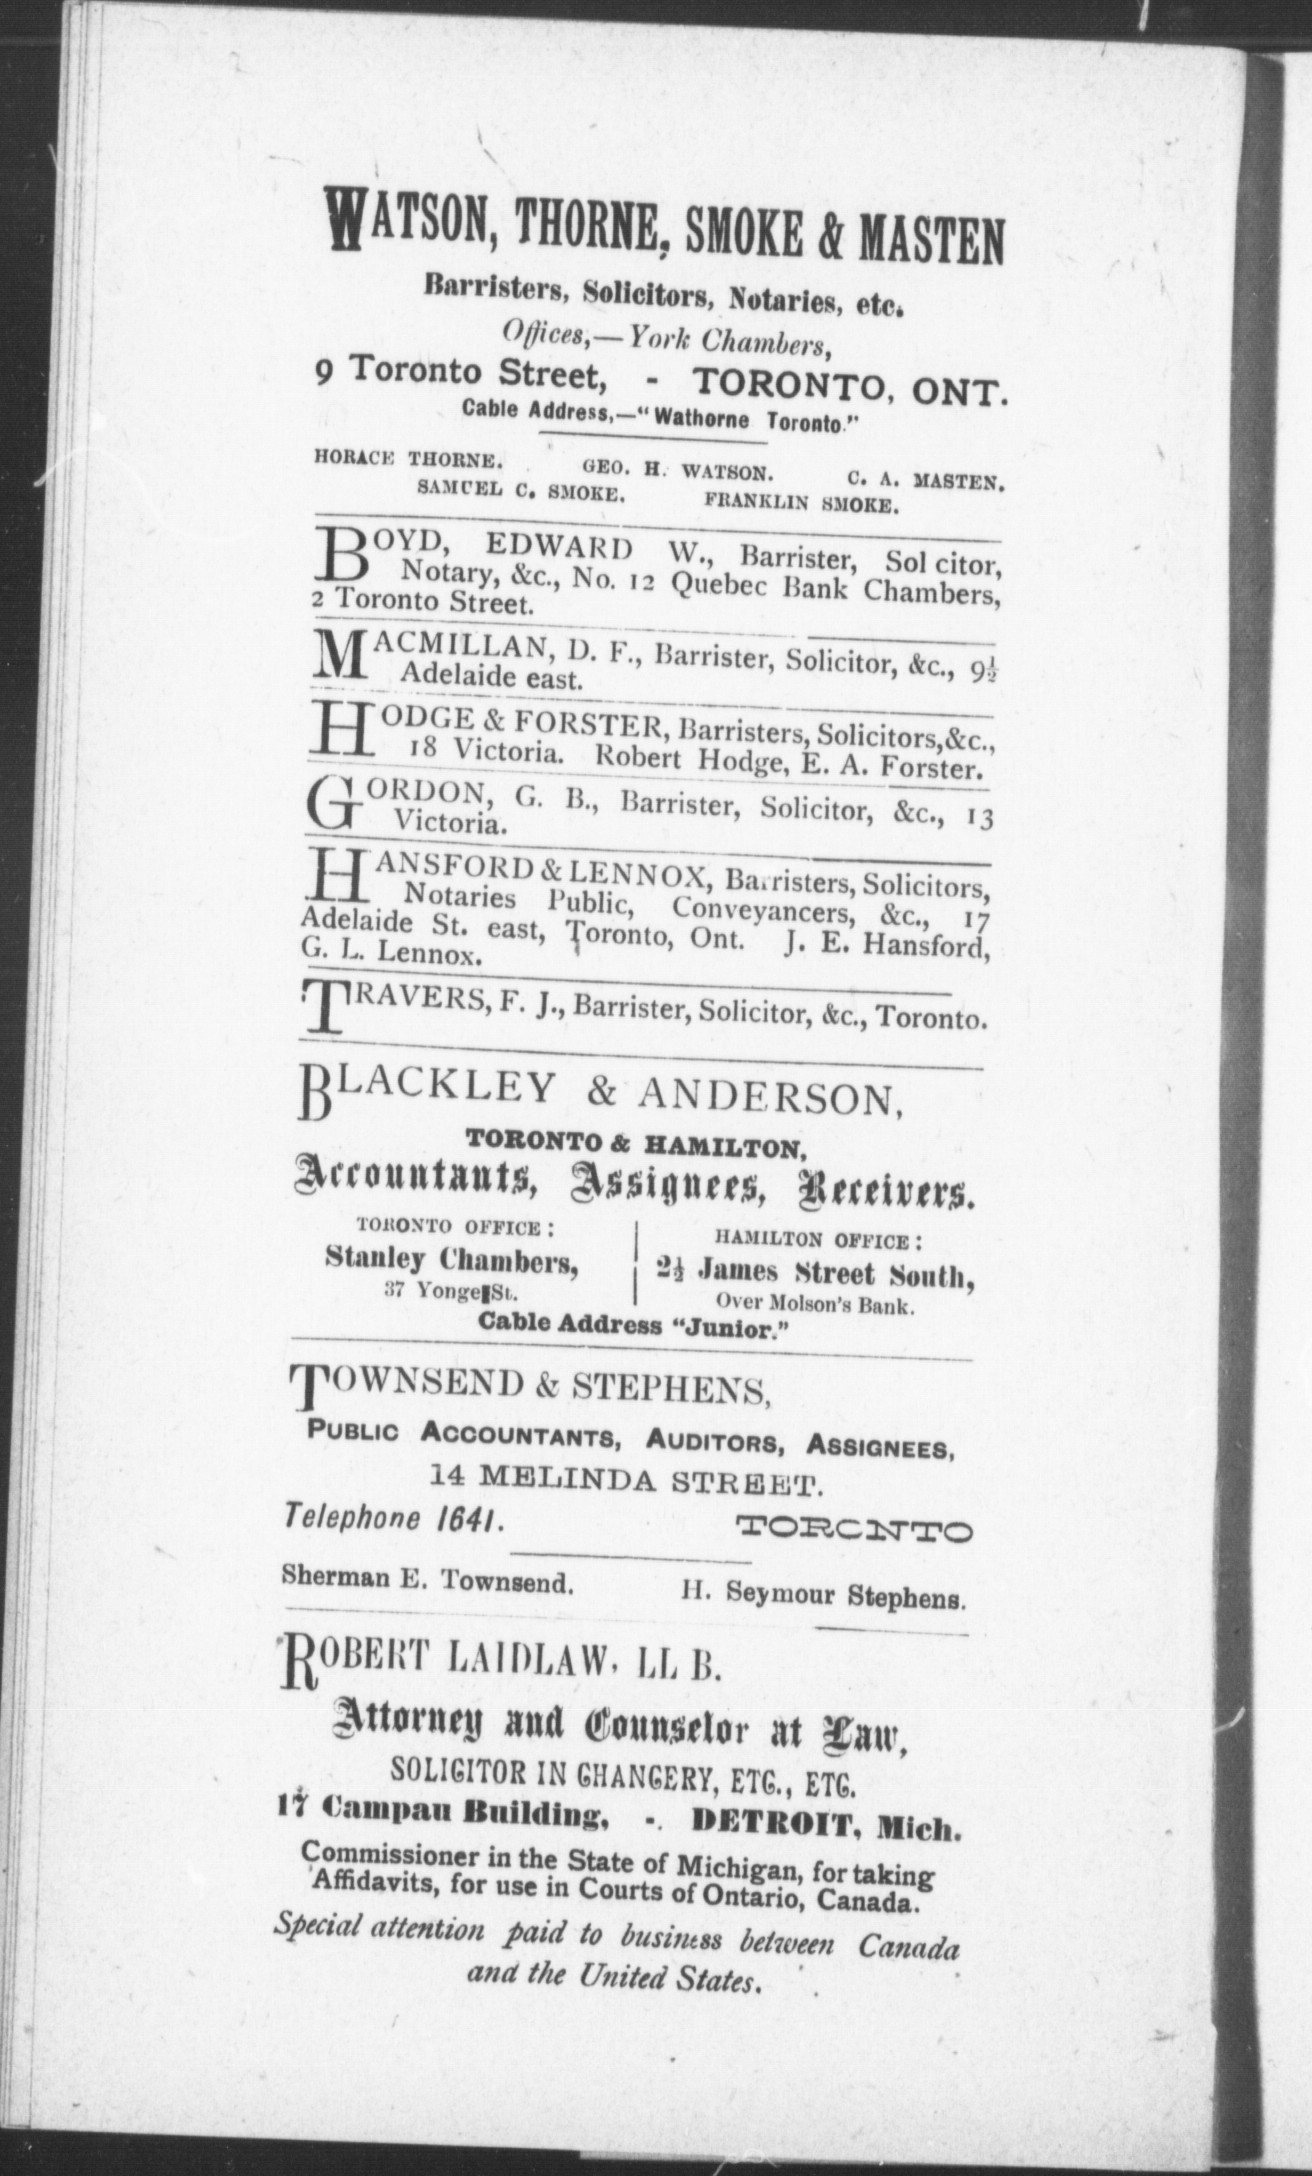 WATSON, THORNE, SMOKE & MASTEN
Barristers, Solicitors, Notaries, etc.
Offices,—York Chambers,
9 Toronto Street, - TORONTO, ONT.
Cable Address,—"Wathorne Toronto."
HORACE THORNE. GEO. H. WATSON. C. A. MASTEN.
SAMUEL C. SMOKE. FRANKLIN SMOKE.
BOYD, EDWARD W., Barrister, Sol citor,
Notary, &c., No. 12 Quebec Bank Chambers,
2 Toronto Street.
MACMILLAN, D. F., Barrister, Solicitor, &c., 9½
Adelaide east.
HODGE & FORSTER, Barristers, Solicitors,&c.,
18 Victoria. Robert Hodge, E. A. Forster.
GORDON, G. B., Barrister, Solicitor, &c., 13
Victoria.
HANSFORD & LENNOX, Barristers, Solicitors,
Notaries Public, Conveyancers, &c., 17
Adelaide St. east, Toronto, Ont. J. E. Hansford,
G. L. Lennox.
TRAVERS, F. J., Barrister, Solicitor, &c., Toronto.
BLACKLEY & ANDERSON,
TORONTO & HAMILTON,
Accountants, Assignees, Receivers.
TORONTO OFFICE: HAMILTON OFFICE:
Stanley Chambers, 2½ James Street South,
37 Yonge St. Over Molson's Bank.
Cable Address "Junior."
TOWNSEND & STEPHENS,
PUBLIC ACCOUNTANTS, AUDITORS, ASSIGNEES,
14 MELINDA STREET.
Telephone 1641. TORONTO
Sherman E. Townsend. H. Seymour Stephens.
ROBERT LAIDLAW, LL B.
Attorney and Counselor at Law,
SOLICITOR IN CHANCERY, ETC., ETC.
17 Campau Building, - DETROIT, Mich.
Commissioner in the State of Michigan, for taking
Affidavits, for use in Courts of Ontario, Canada.
Special attention paid to business between Canada
and the United States.